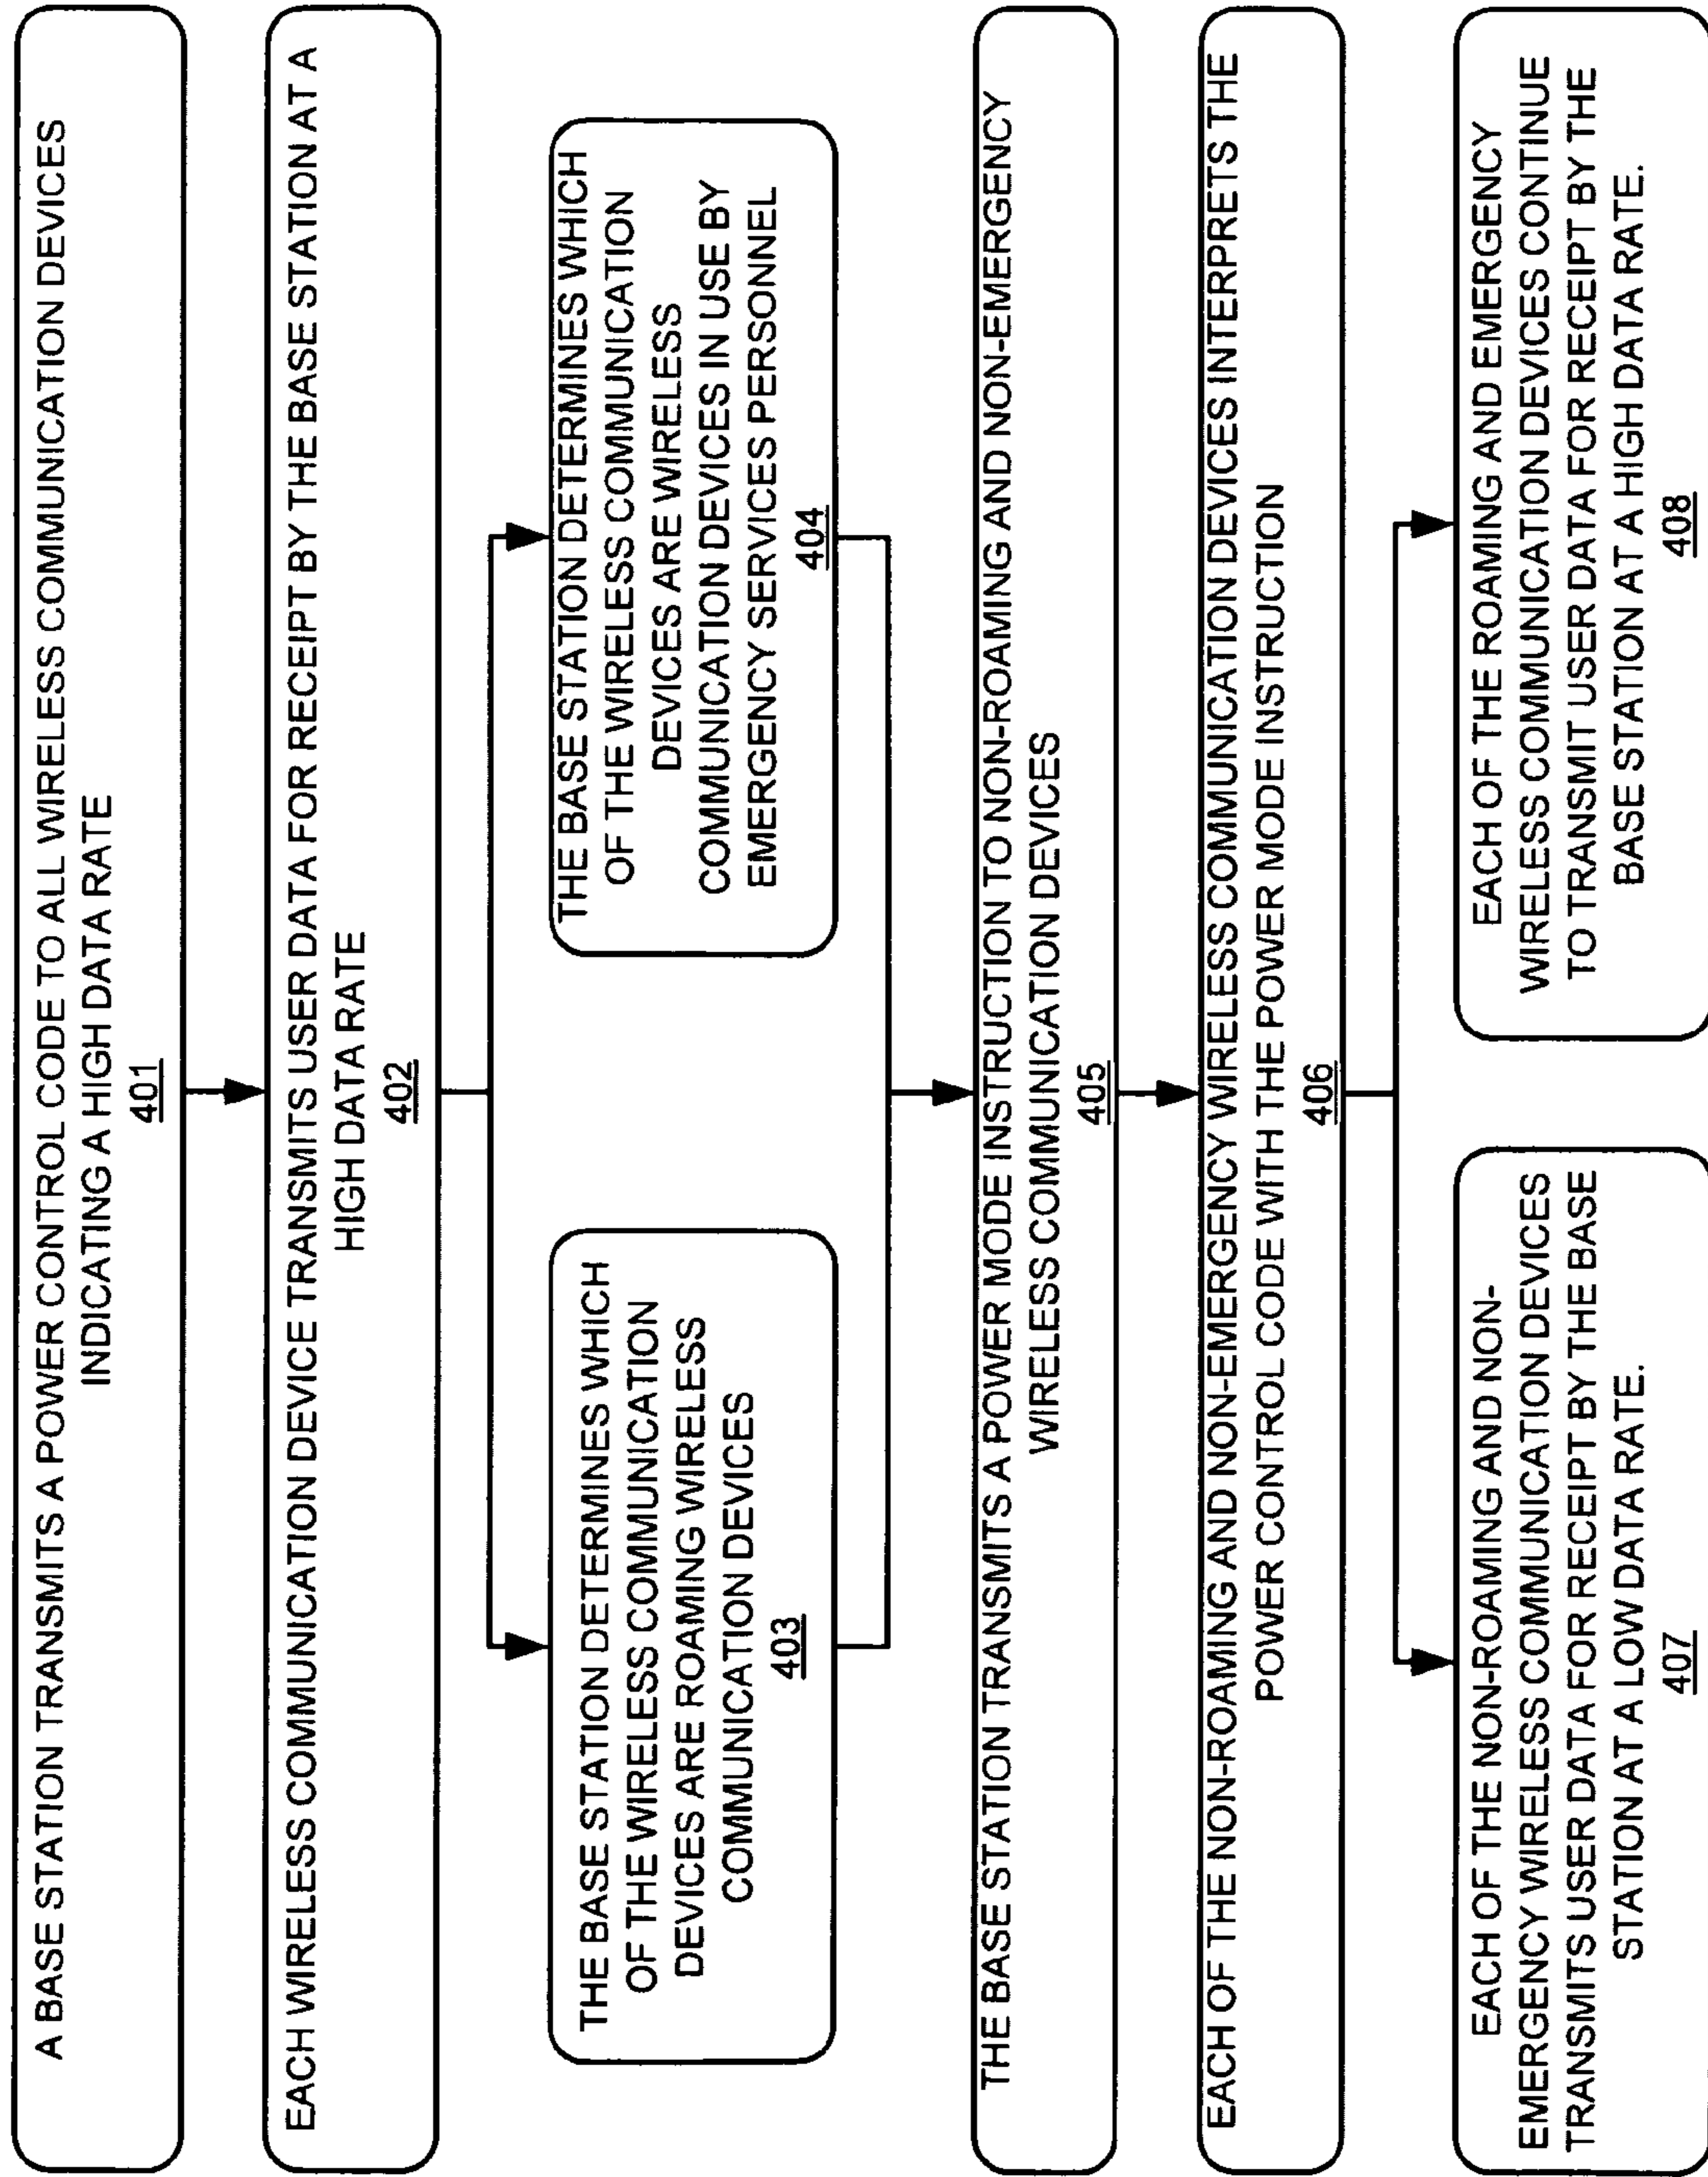 A BASE STATION TRANSMITS A POWER CONTROL CODE TO ALL WIRELESS COMMUNICATION DEVICES
INDICATING A HIGH DATA RATE
401
EACH WIRELESS COMMUNICATION DEVICE TRANSMITS USER DATA FOR RECEIPT BY THE BASE STATION AT A
HIGH DATA RATE
402
THE BASE STATION DETERMINES WHICH
OF THE WIRELESS COMMUNICATION
DEVICES ARE ROAMING WIRELESS
COMMUNICATION DEVICES
403
THE BASE STATION DETERMINES WHICH
OF THE WIRELESS COMMUNICATION
DEVICES ARE WIRELESS
COMMUNICATION DEVICES IN USE BY
EMERGENCY SERVICES PERSONNEL
404
THE BASE STATION TRANSMITS A POWER MODE INSTRUCTION TO NON-ROAMING AND NON-EMERGENCY
WIRELESS COMMUNICATION DEVICES
405
EACH OF THE NON-ROAMING AND NON-EMERGENCY WIRELESS COMMUNICATION DEVICES INTERPRETS THE
POWER CONTROL CODE WITH THE POWER MODE INSTRUCTION
406
EACH OF THE NON-ROAMING AND NON-
EMERGENCY WIRELESS COMMUNICATION DEVICES
TRANSMITS USER DATA FOR RECEIPT BY THE BASE
STATION AT A LOW DATA RATE.
407
EACH OF THE ROAMING AND EMERGENCY
WIRELESS COMMUNICATION DEVICES CONTINUE
TO TRANSMIT USER DATA FOR RECEIPT BY THE
BASE STATION AT A HIGH DATA RATE.
408